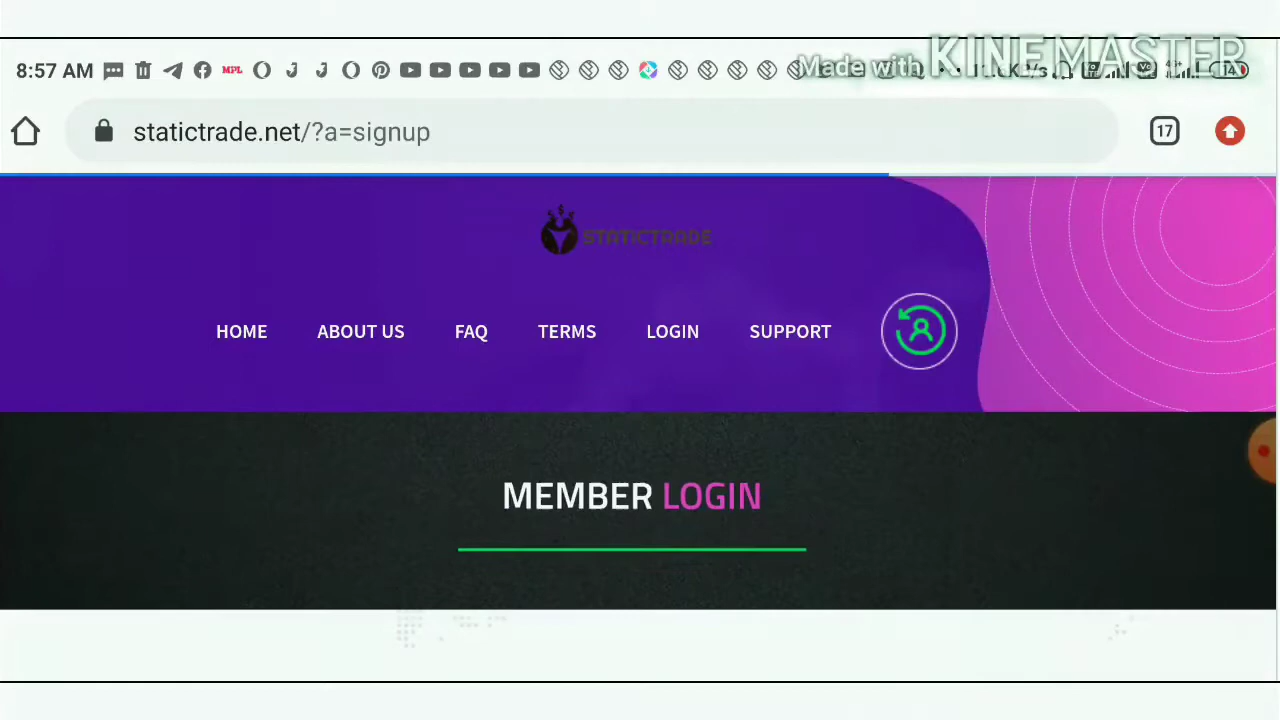 Made with KINEMASTER
8:57 AM MPL
statictrade.net/?a=signup 17
STATICTRADE
HOME ABOUT US FAQ TERMS LOGIN SUPPORT
MEMBER LOGIN